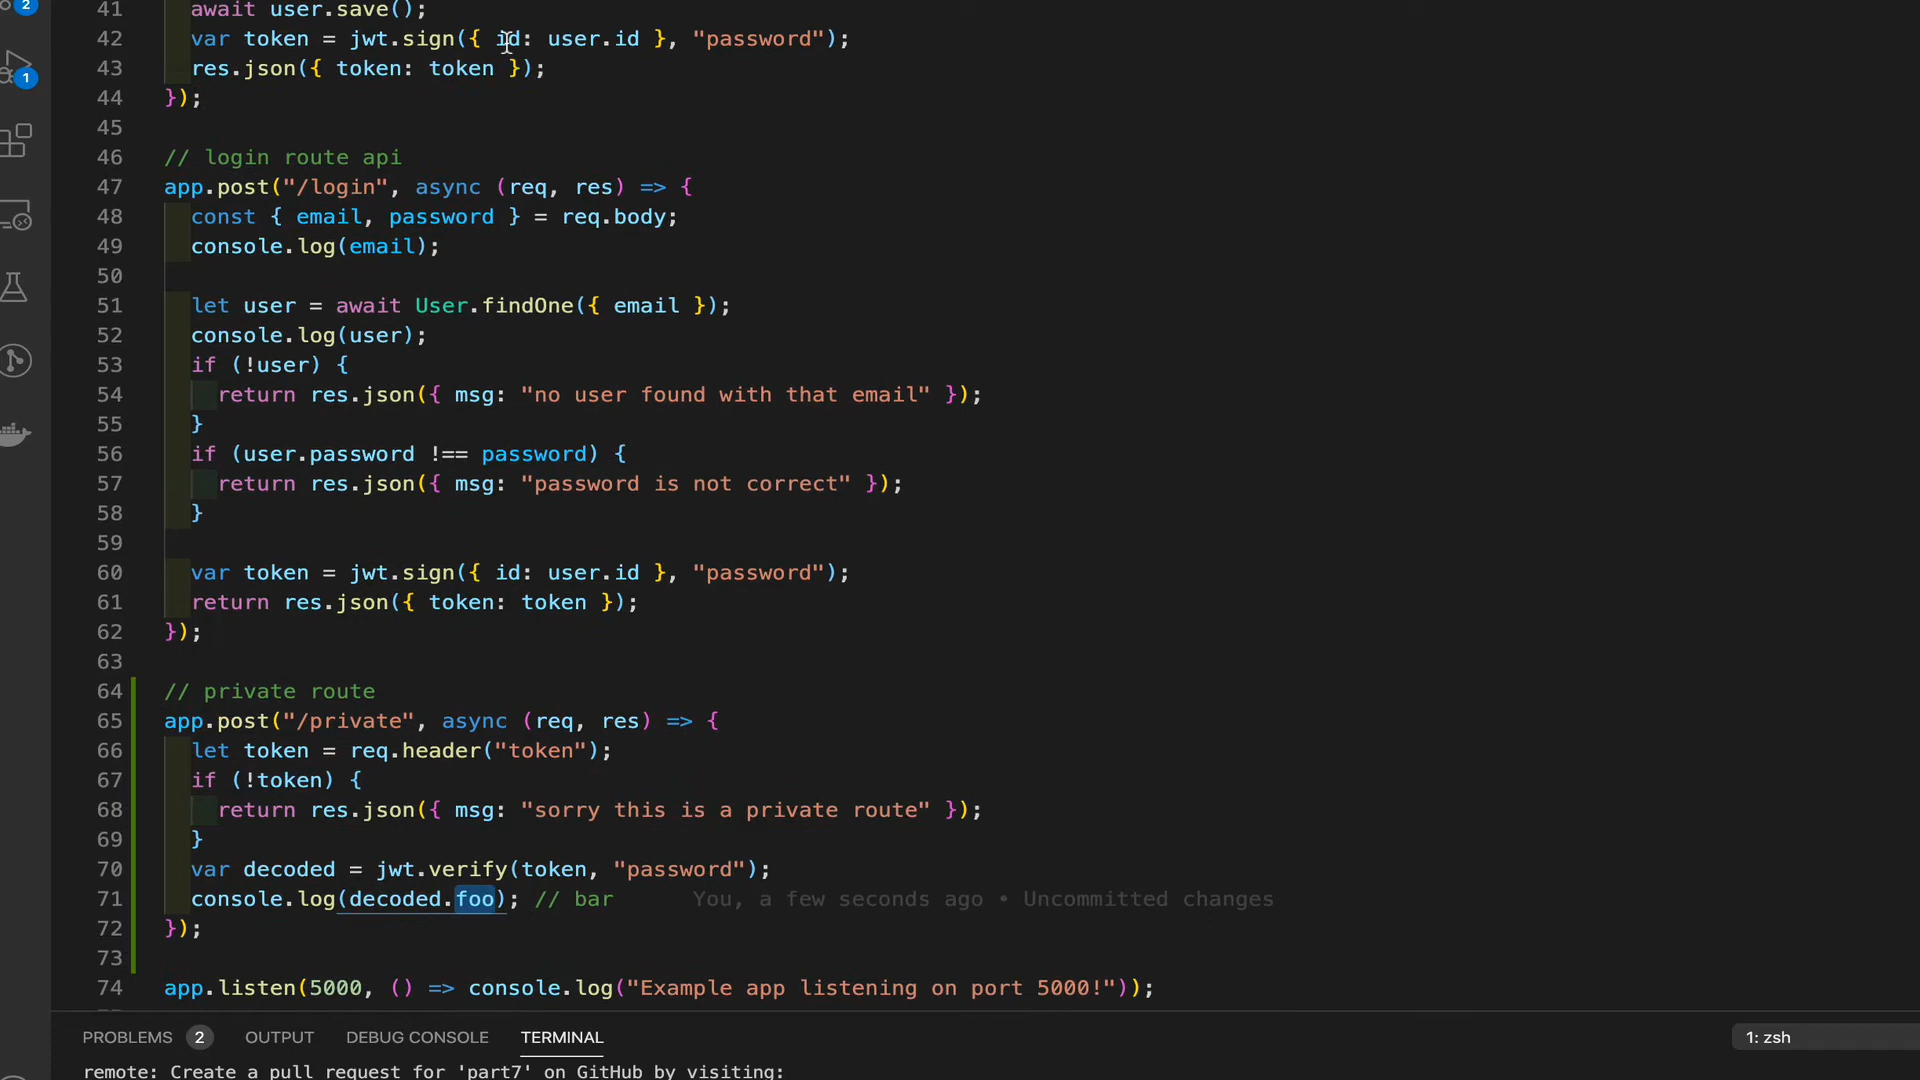 2
1
41 await user.save();
42 var token = jwt.sign({ id: user.id }, "password");
43 res.json({ token: token });
44 });
45
46 // login route api
47 app.post("/login", async (req, res) => {
48 const { email, password } = req.body;
49 console.log(email);
50
51 let user = await User.findOne({ email });
52 console.log(user);
53 if (!user) {
54 return res.json({ msg: "no user found with that email" });
55 }
56 if (user.password !== password) {
57 return res.json({ msg: "password is not correct" });
58 }
59
60 var token = jwt.sign({ id: user.id }, "password");
61 return res.json({ token: token });
62 });
63
64 // private route
65 app.post("/private", async (req, res) => {
66 let token = req.header("token");
67 if (!token) {
68 return res.json({ msg: "sorry this is a private route" });
69 }
70 var decoded = jwt.verify(token, "password");
71 console.log(decoded.foo); // bar You, a few seconds ago • Uncommitted changes
72 });
73
74 app.listen(5000, () => console.log("Example app listening on port 5000!"));
PROBLEMS 2 OUTPUT DEBUG CONSOLE TERMINAL 1: zsh
remote: Create a pull request for 'part7' on GitHub by visiting: